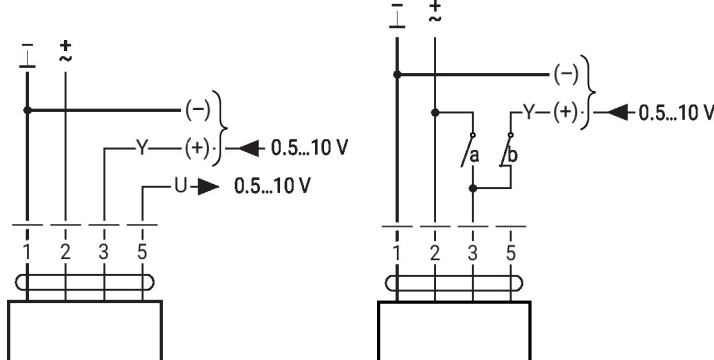 – + ~
(–)
Y (+) 0.5...10 V
U 0.5...10 V
1 2 3 5
– + ~
(–)
Y (+) 0.5...10 V
a b
1 2 3 5